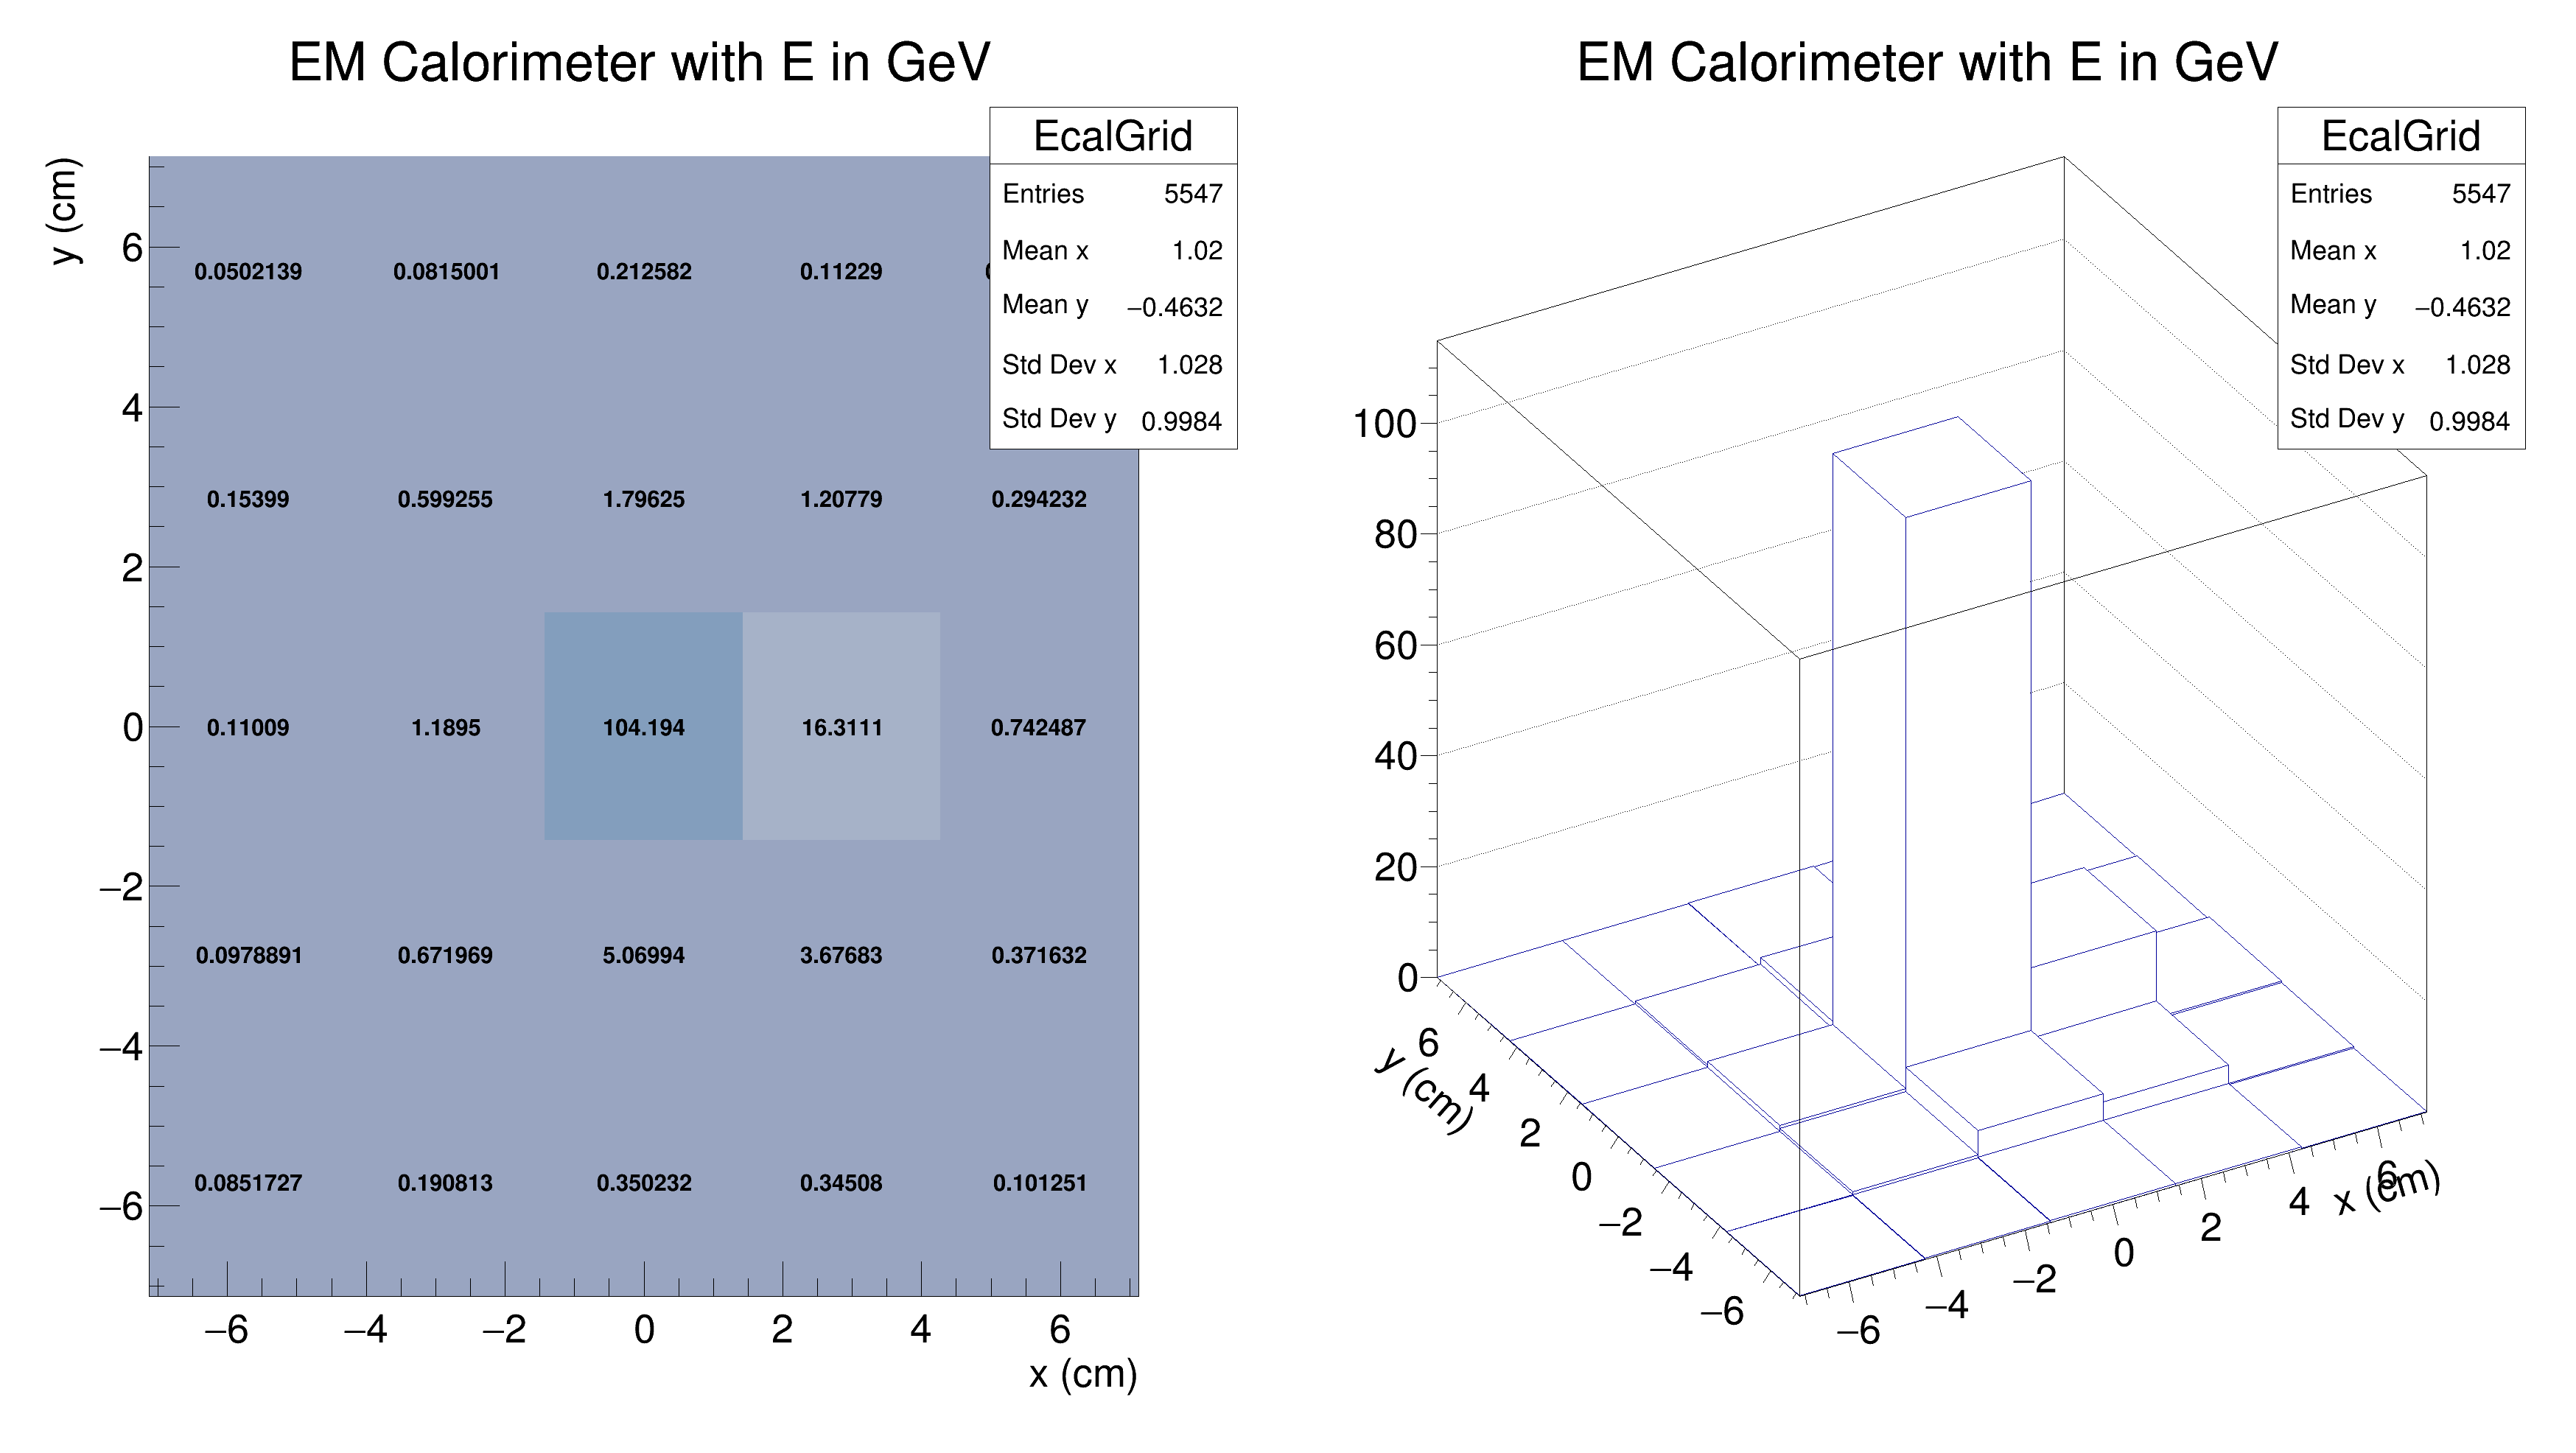 EM Calorimeter with E in GeV
EcalGrid
Entries 5547
Mean x 1.02
Mean y −0.4632
Std Dev x 1.028
Std Dev y 0.9984
y (cm)
6
4
2
0
−2
−4
−6
0.0502139 0.0815001 0.212582 0.11229
0.15399 0.599255 1.79625 1.20779 0.294232
0.11009 1.1895 104.194 16.3111 0.742487
0.0978891 0.671969 5.06994 3.67683 0.371632
0.0851727 0.190813 0.350232 0.34508 0.101251
−6 −4 −2 0 2 4 6
x (cm)
EM Calorimeter with E in GeV
EcalGrid
Entries 5547
Mean x 1.02
Mean y −0.4632
Std Dev x 1.028
Std Dev y 0.9984
100
80
60
40
20
0
6
4
2
0
−2
−4
−6
y (cm)
−6
−4
−2
0
2
4
6
x (cm)